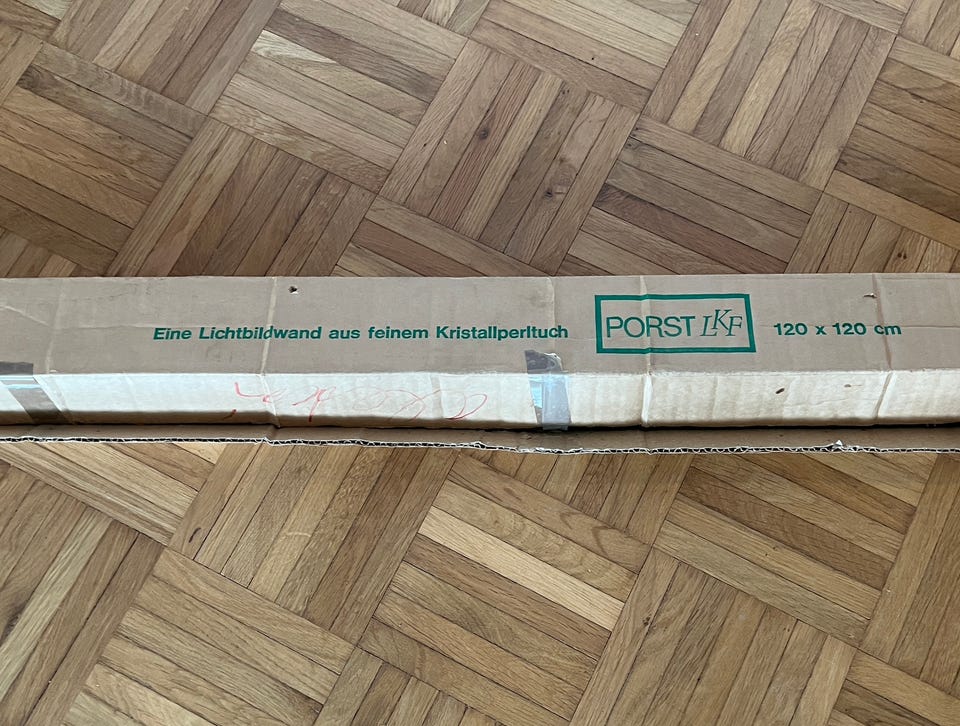 Eine Lichtbildwand aus feinem Kristallperltuch PORST LKF 120 x 120 cm